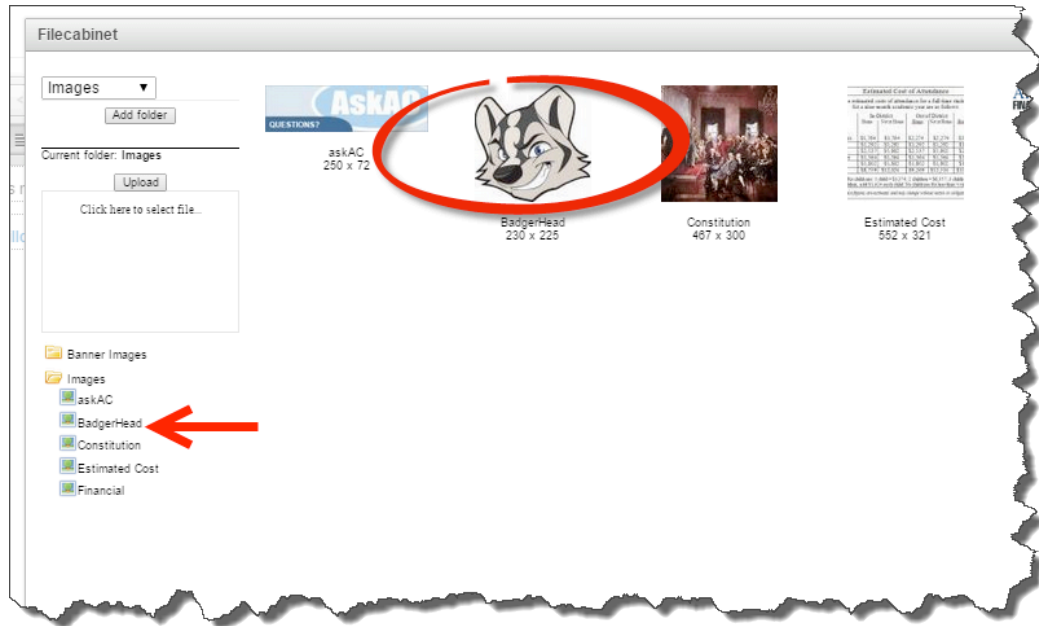 Filecabinet
Images ▼
Add folder
Current folder: Images
Upload
Click here to select file...
Banner Images
Images
askAC
BadgerHead
Constitution
Estimated Cost
Financial
AskAC
QUESTIONS?
askAC
250 x 72
BadgerHead
230 x 225
Constitution
467 x 300
Estimated Cost of Attendance
Estimated Cost
552 x 321